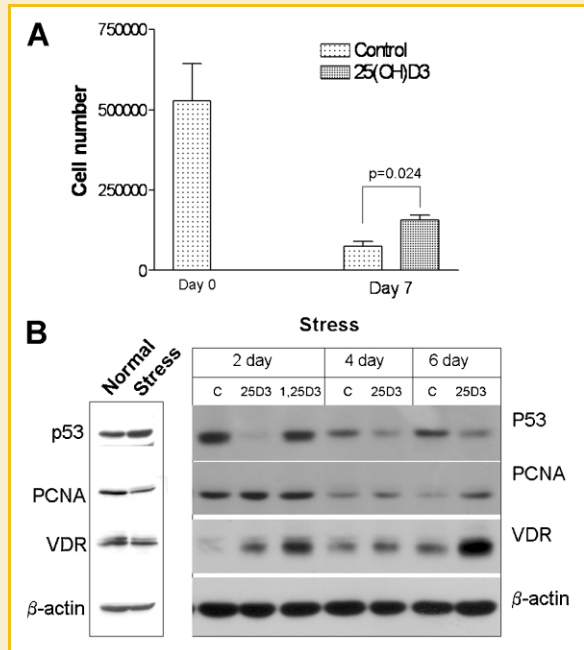 A
750000
500000
250000
0
Cell number
Control
25(CH)D3
p=0.024
Day 0
Day 7
B
Stress
Normal
Stress
2 day
4 day
6 day
C
25D3
1,25D3
C
25D3
C
25D3
p53
P53
PCNA
PCNA
VDR
VDR
β-actin
β-actin